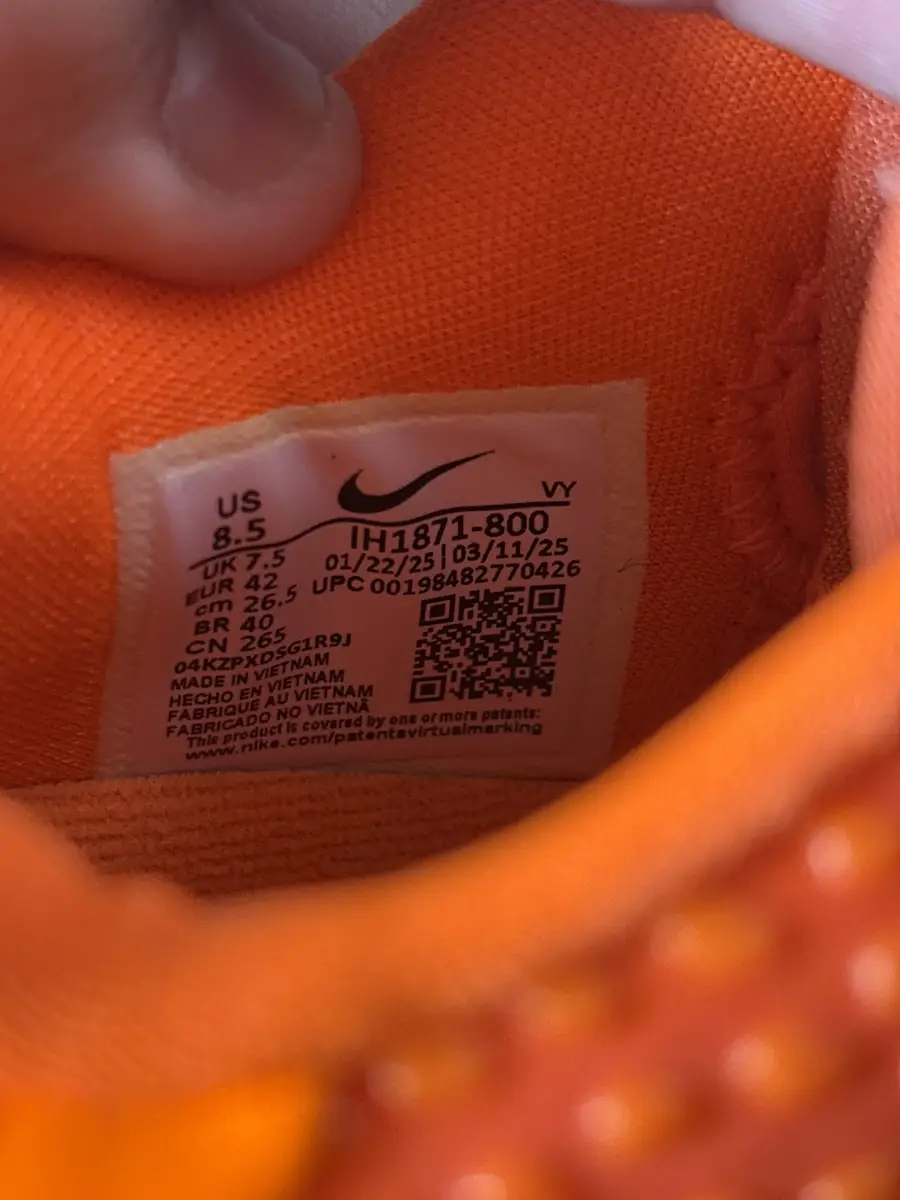 US
8.5
UK 7.5
EUR 42
cm 26.5
BR 40
CN 265
VY
IH1871-800
01/22/25|03/11/25
UPC 00198482770426
04KZPXDSG1R9J
MADE IN VIETNAM
HECHO EN VIETNAM
FABRIQUE AU VIETNAM
FABRICADO NO VIETNÃ
This product is covered by one or more patents:
www.nike.com/patentavirtualmarking